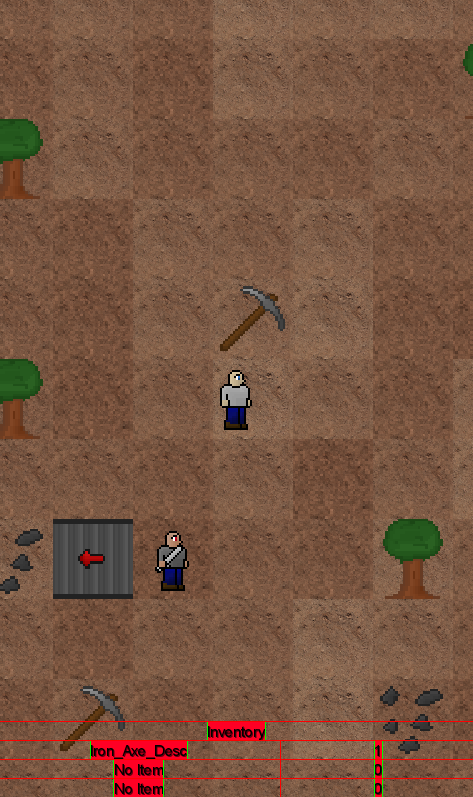 Inventory
Iron_Axe_Desc 1
No Item 0
No Item 0